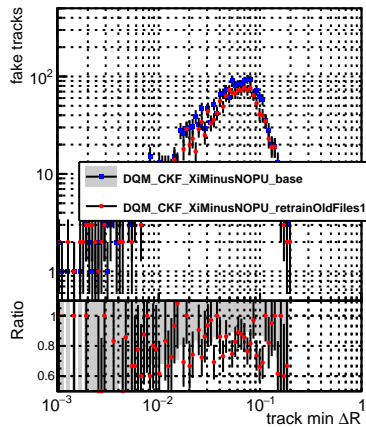 fake tracks
10²
10
1
DQM_CKF_XiMinusNOPU_base
DQM_CKF_XiMinusNOPU_retrainOldFiles1
Ratio
1
0.8
0.6
10⁻³ 10⁻² 10⁻¹ 1
track min ΔR